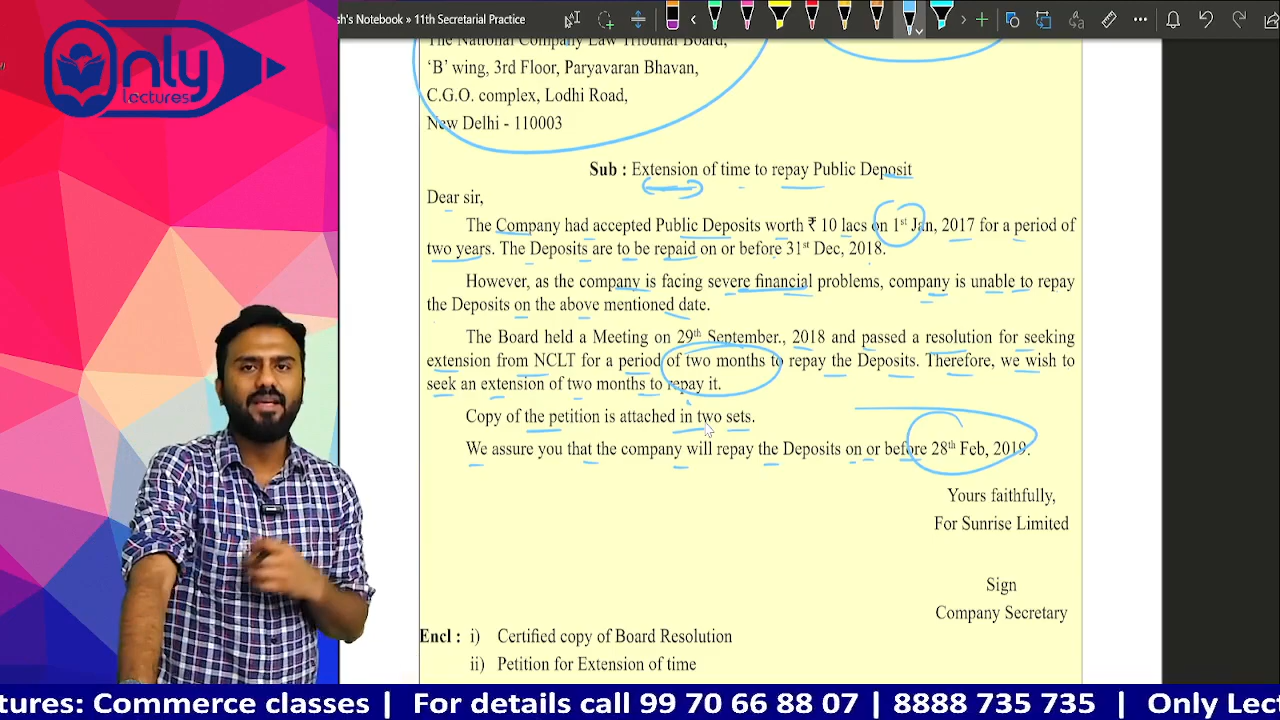 sh's Notebook » 11th Secretarial Practice
Only
lectures
The National Company Law Tribunal Board,
‘B’ wing, 3rd Floor, Paryavaran Bhavan,
C.G.O. complex, Lodhi Road,
New Delhi - 110003
Sub : Extension of time to repay Public Deposit
Dear sir,
The Company had accepted Public Deposits worth ₹ 10 lacs on 1st Jan, 2017 for a period of
two years. The Deposits are to be repaid on or before 31st Dec, 2018.
However, as the company is facing severe financial problems, company is unable to repay
the Deposits on the above mentioned date.
The Board held a Meeting on 29th September., 2018 and passed a resolution for seeking
extension from NCLT for a period of two months to repay the Deposits. Therefore, we wish to
seek an extension of two months to repay it.
Copy of the petition is attached in two sets.
We assure you that the company will repay the Deposits on or before 28th Feb, 2019.
Yours faithfully,
For Sunrise Limited
Sign
Company Secretary
Encl : i) Certified copy of Board Resolution
ii) Petition for Extension of time
tures: Commerce classes | For details call 99 70 66 88 07 | 8888 735 735 | Only Lec